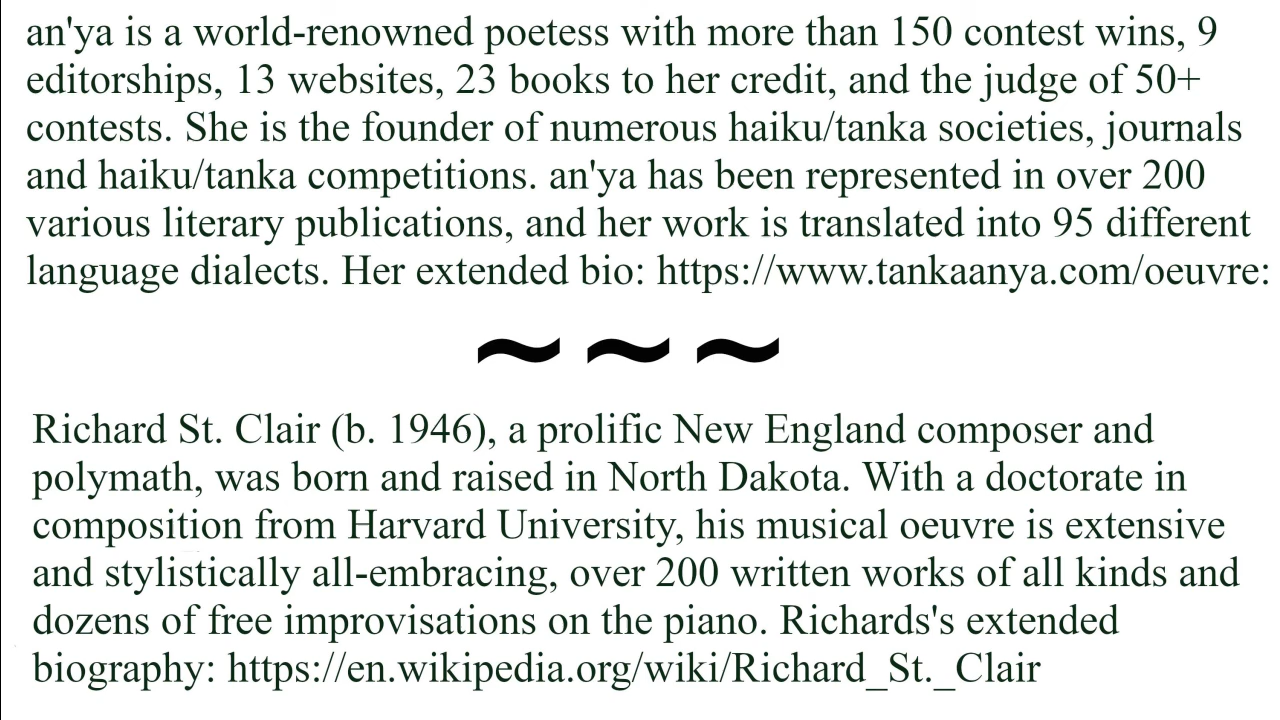 an'ya is a world-renowned poetess with more than 150 contest wins, 9
editorships, 13 websites, 23 books to her credit, and the judge of 50+
contests. She is the founder of numerous haiku/tanka societies, journals
and haiku/tanka competitions. an'ya has been represented in over 200
various literary publications, and her work is translated into 95 different
language dialects. Her extended bio: https://www.tankaanya.com/oeuvre:
~ ~ ~
Richard St. Clair (b. 1946), a prolific New England composer and
polymath, was born and raised in North Dakota. With a doctorate in
composition from Harvard University, his musical oeuvre is extensive
and stylistically all-embracing, over 200 written works of all kinds and
dozens of free improvisations on the piano. Richards's extended
biography: https://en.wikipedia.org/wiki/Richard_St._Clair